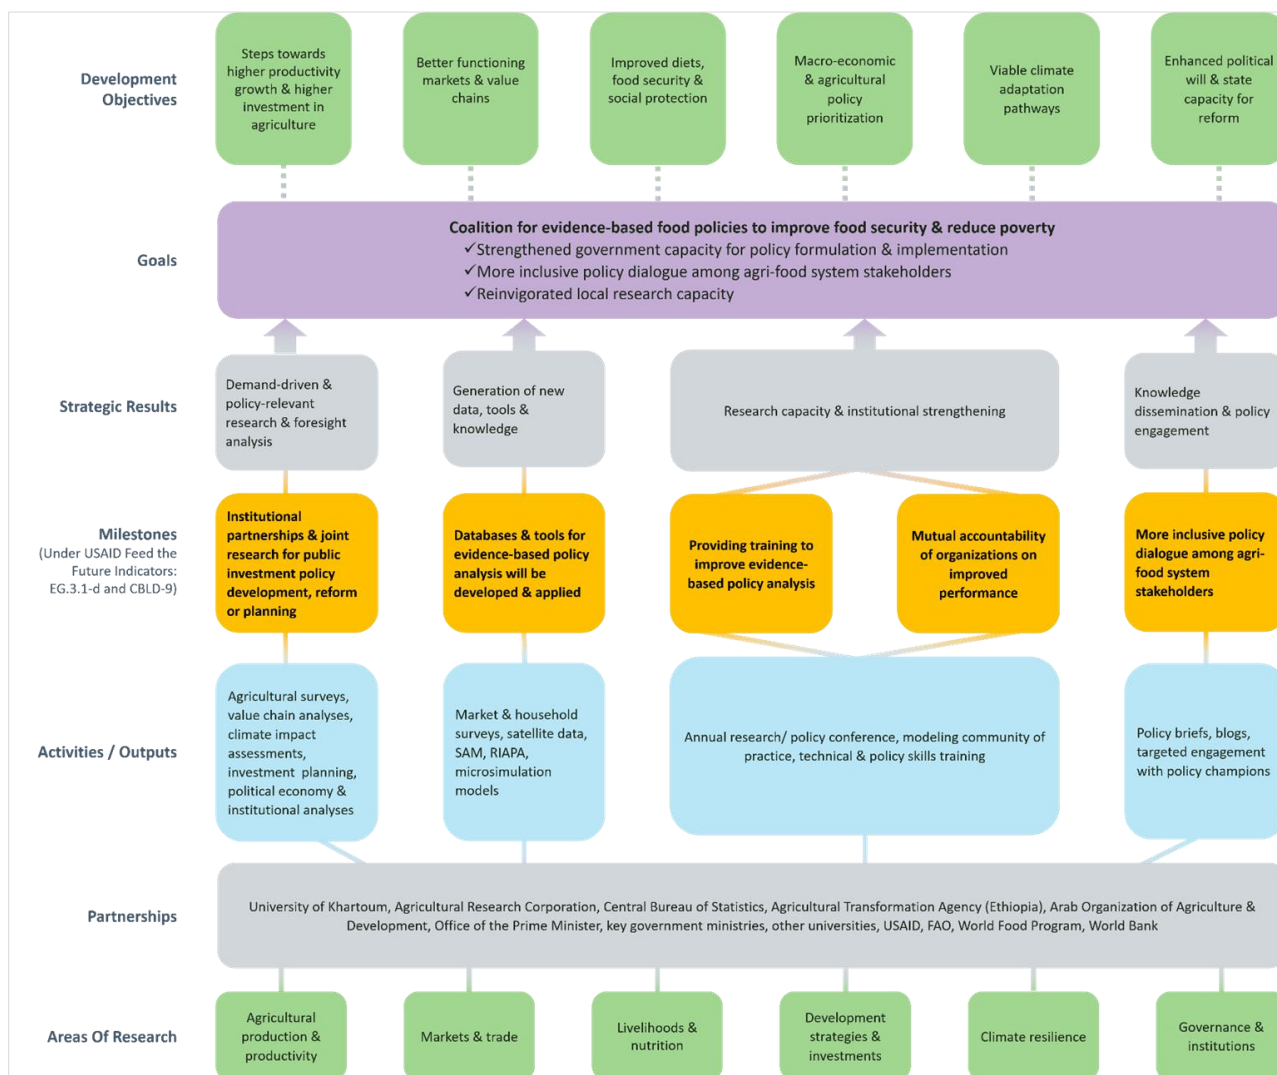 Development
Objectives
Steps towards
higher productivity
growth & higher
investment in
agriculture
Better functioning
markets & value
chains
Improved diets,
food security &
social protection
Macro-economic
& agricultural
policy
prioritization
Viable climate
adaptation
pathways
Enhanced political
will & state
capacity for
reform
Goals
Coalition for evidence-based food policies to improve food security & reduce poverty
✓Strengthened government capacity for policy formulation & implementation
✓More inclusive policy dialogue among agri-food system stakeholders
✓Reinvigorated local research capacity
Strategic Results
Demand-driven &
policy-relevant
research & foresight
analysis
Generation of new
data, tools &
knowledge
Research capacity & institutional strengthening
Knowledge
dissemination & policy
engagement
Milestones
(Under USAID Feed the
Future Indicators:
EG.3.1-d and CBLD-9)
Institutional
partnerships & joint
research for public
investment policy
development, reform
or planning
Databases & tools for
evidence-based policy
analysis will be
developed & applied
Providing training to
improve evidence-
based policy analysis
Mutual accountability
of organizations on
improved
performance
More inclusive policy
dialogue among agri-
food system
stakeholders
Activities / Outputs
Agricultural surveys,
value chain analyses,
climate impact
assessments,
investment planning,
political economy &
institutional analyses
Market & household
surveys, satellite data,
SAM, RIAPA,
microsimulation
models
Annual research/ policy conference, modeling community of
practice, technical & policy skills training
Policy briefs, blogs,
targeted engagement
with policy champions
Partnerships
University of Khartoum, Agricultural Research Corporation, Central Bureau of Statistics, Agricultural Transformation Agency (Ethiopia), Arab Organization of Agriculture &
Development, Office of the Prime Minister, key government ministries, other universities, USAID, FAO, World Food Program, World Bank
Areas Of Research
Agricultural
production &
productivity
Markets & trade
Livelihoods &
nutrition
Development
strategies &
investments
Climate resilience
Governance &
institutions